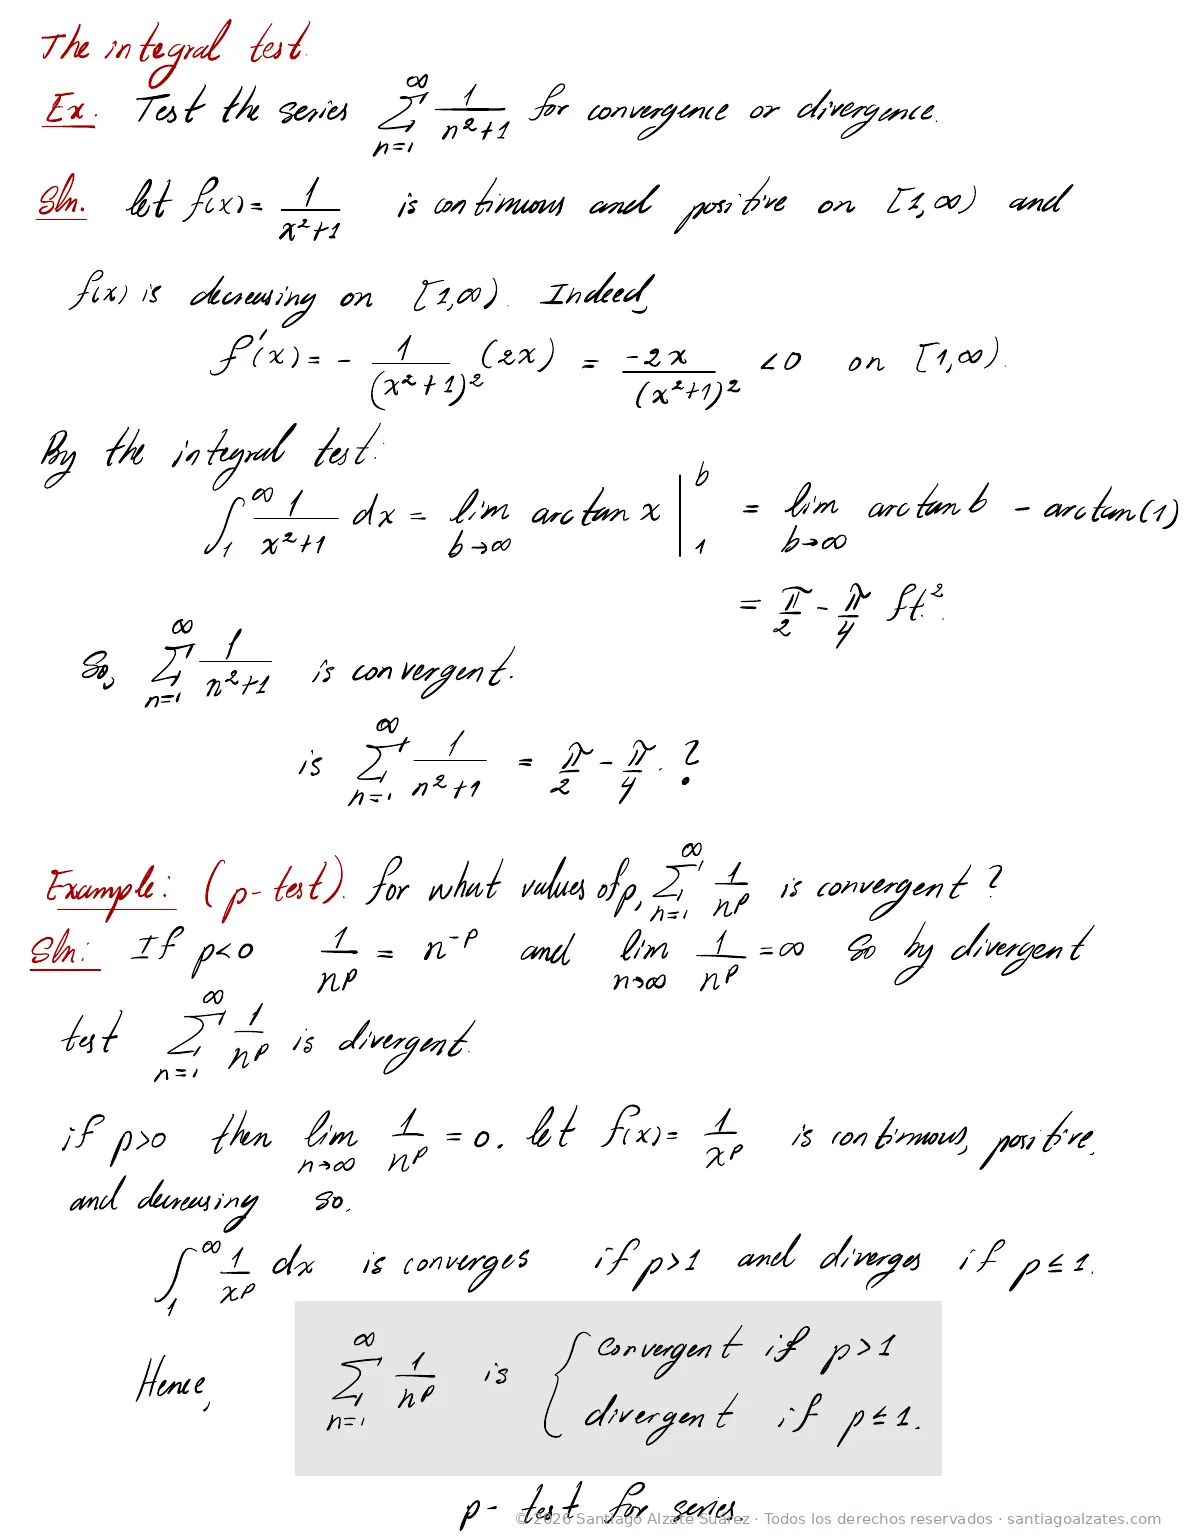 The integral test.
Ex. Test the series ∑_{n=1}^{∞} 1/(n²+1) for convergence or divergence.
Sln. let f(x) = 1/(x²+1) is continuous and positive on [1,∞) and
f(x) is decreasing on [1,∞). Indeed,
f'(x) = - 1/(x²+1)² (2x) = -2x/(x²+1)² <0 on [1,∞).
By the integral test:
∫_1^∞ 1/(x²+1) dx = lim_{b→∞} arctan x |_1^b = lim_{b→∞} arctan b - arctan(1)
= π/2 - π/4 ft.².
So, ∑_{n=1}^{∞} 1/(n²+1) is convergent.
is ∑_{n=1}^{∞} 1/(n²+1) = π/2 - π/4. ?
Example: (p-test). for what values of p, ∑_{n=1}^{∞} 1/n^p is convergent?
Sln: If p<0 1/n^p = n^{-p} and lim_{n→∞} 1/n^p = ∞ So by divergent
test ∑_{n=1}^{∞} 1/n^p is divergent.
if p>0 then lim_{n→∞} 1/n^p = 0. let f(x) = 1/x^p is continuous, positive,
and decreasing so.
∫_1^∞ 1/x^p dx is converges if p>1 and diverges if p≤1.
Hence, ∑_{n=1}^{∞} 1/n^p is { convergent if p>1
divergent if p≤1.
p- test for series.
© 2026 Santiago Alzate Suárez · Todos los derechos reservados · santiagoalzates.com